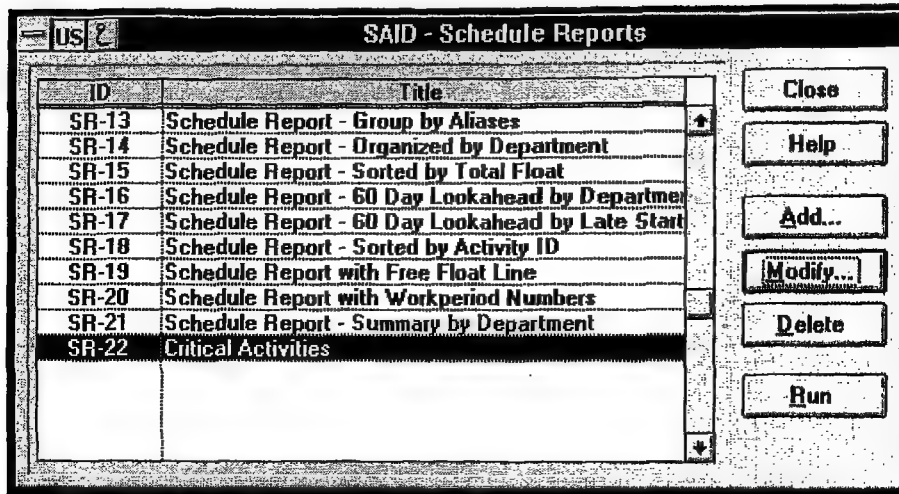 US
SAID - Schedule Reports
ID Title
SR-13 Schedule Report - Group by Aliases
SR-14 Schedule Report - Organized by Department
SR-15 Schedule Report - Sorted by Total Float
SR-16 Schedule Report - 60 Day Lookahead by Departmen
SR-17 Schedule Report - 60 Day Lookahead by Late Start
SR-18 Schedule Report - Sorted by Activity ID
SR-19 Schedule Report with Free Float Line
SR-20 Schedule Report with Workperiod Numbers
SR-21 Schedule Report - Summary by Department
SR-22 Critical Activities
Close
Help
Add...
Modify...
Delete
Run